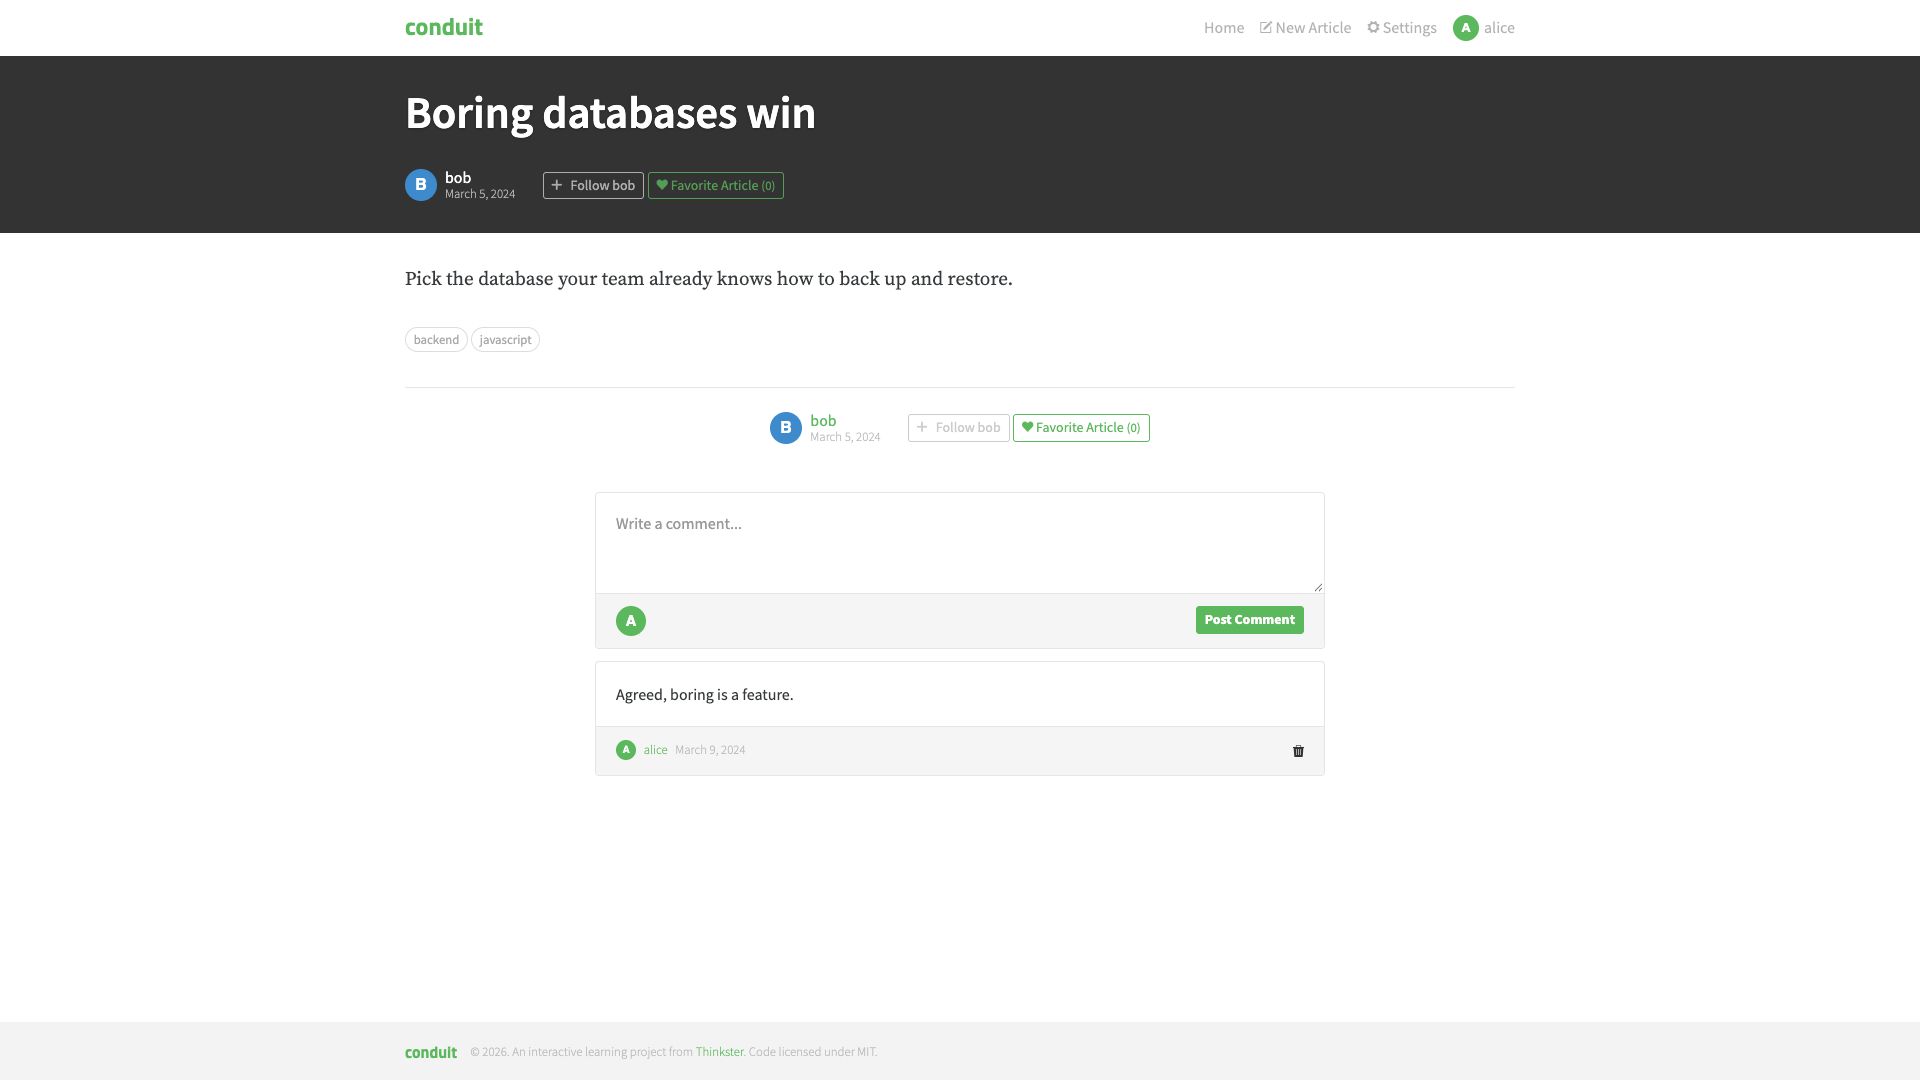 conduit
Home New Article Settings A alice
Boring databases win
B bob
March 5, 2024
Follow bob Favorite Article (0)
Pick the database your team already knows how to back up and restore.
backend javascript
B bob
March 5, 2024
Follow bob Favorite Article (0)
Write a comment...
A Post Comment
Agreed, boring is a feature.
A alice March 9, 2024
conduit © 2026. An interactive learning project from Thinkster. Code licensed under MIT.